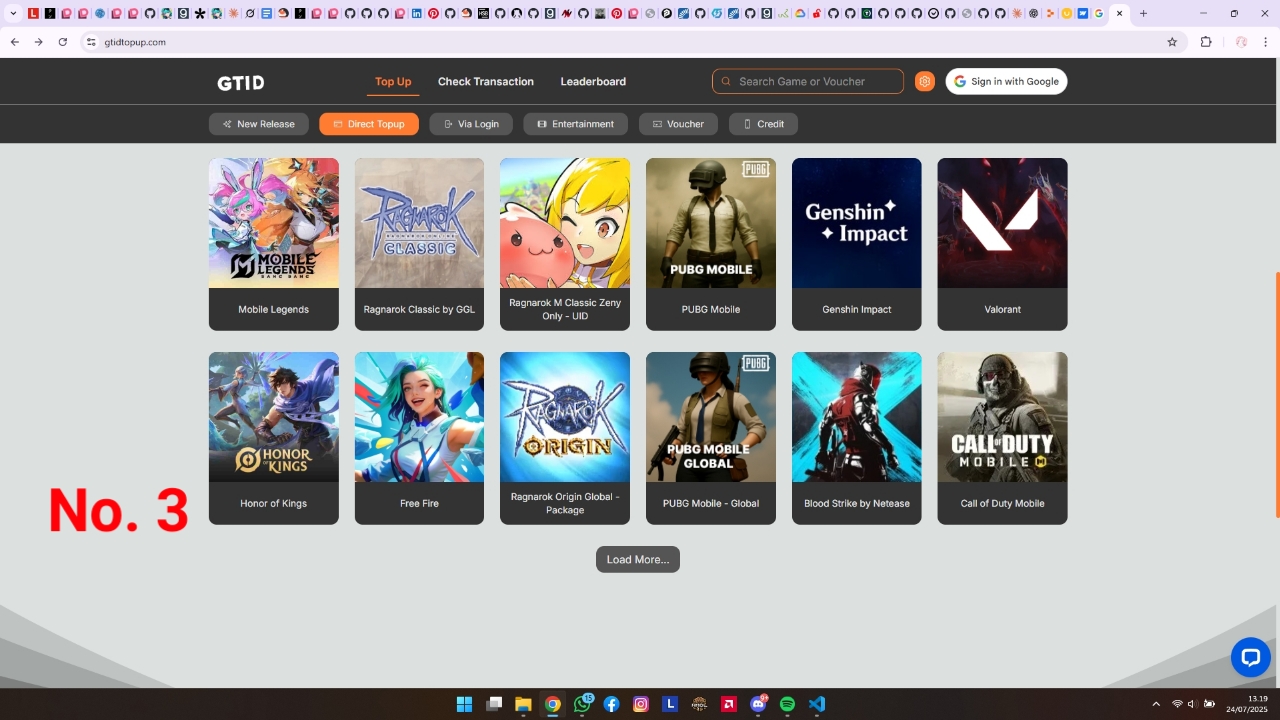 gtidtopup.com
GTID
Top Up
Check Transaction
Leaderboard
Search Game or Voucher
Sign in with Google
New Release
Direct Topup
Via Login
Entertainment
Voucher
Credit
MOBILE
LEGENDS
BANG BANG
RAGNAROK
CLASSIC
PUBG
PUBG MOBILE
Genshin
Impact
Mobile Legends
Ragnarok Classic by GGL
Ragnarok M Classic Zeny
Only - UID
PUBG Mobile
Genshin Impact
Valorant
HONOR
OF KINGS
RAGNAROK
ORIGIN
PUBG
PUBG MOBILE
GLOBAL
CALL OF DUTY
MOBILE
Honor of Kings
Free Fire
Ragnarok Origin Global -
Package
PUBG Mobile - Global
Blood Strike by Netease
Call of Duty Mobile
No. 3
Load More...
15
9+
13.19
24/07/2025